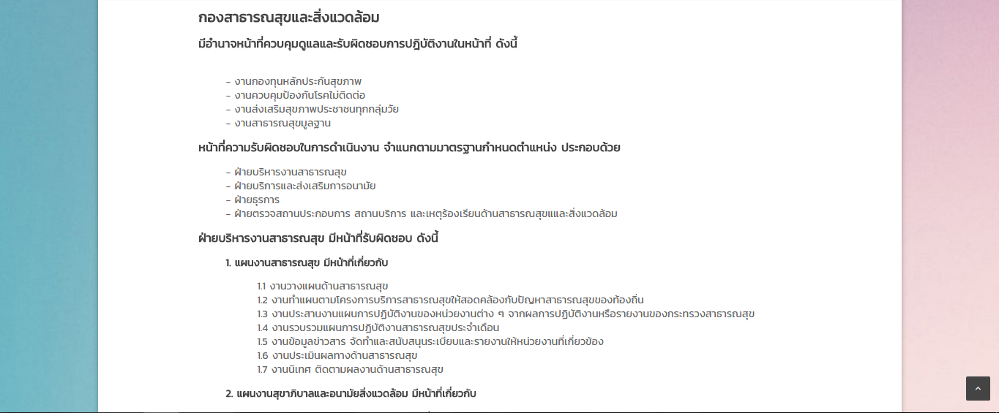 กองสาธารณสุขและสิ่งแวดล้อม
มีอำนาจหน้าที่ควบคุมดูแลและรับผิดชอบการปฎิบัติงานในหน้าที่ ดังนี้
- งานกองทุนหลักประกันสุขภาพ
- งานควบคุมป้องกันโรคไม่ติดต่อ
- งานส่งเสริมสุขภาพประชาชนทุกกลุ่มวัย
- งานสาธารณสุขมูลฐาน
หน้าที่ความรับผิดชอบในการดำเนินงาน จำแนกตามมาตรฐานกำหนดตำแหน่ง ประกอบด้วย
- ฝ่ายบริหารงานสาธารณสุข
- ฝ่ายบริการและส่งเสริมการอนามัย
- ฝ่ายธุรการ
- ฝ่ายตรวจสถานประกอบการ สถานบริการ และเหตุร้องเรียนด้านสาธารณสุขแและสิ่งแวดล้อม
ฝ่ายบริหารงานสาธารณสุข มีหน้าที่รับผิดชอบ ดังนี้
1. แผนงานสาธารณสุข มีหน้าที่เกี่ยวกับ
1.1 งานวางแผนด้านสาธารณสุข
1.2 งานทำแผนตามโครงการบริการสาธารณสุขให้สอดคล้องกับปัญหาสาธารณสุขของท้องถิ่น
1.3 งานประสานงานแผนการปฏิบัติงานของหน่วยงานต่าง ๆ จากผลการปฏิบัติงานหรือรายงานของกระทรวงสาธารณสุข
1.4 งานรวบรวมแผนการปฏิบัติงานสาธารณสุขประจำเดือน
1.5 งานข้อมูลข่าวสาร จัดทำและสนับสนุนระเบียบและรายงานให้หน่วยงานที่เกี่ยวข้อง
1.6 งานประเมินผลทางด้านสาธารณสุข
1.7 งานนิเทศ ติดตามผลงานด้านสาธารณสุข
2. แผนงานสุขาภิบาลและอนามัยสิ่งแวดล้อม มีหน้าที่เกี่ยวกับ